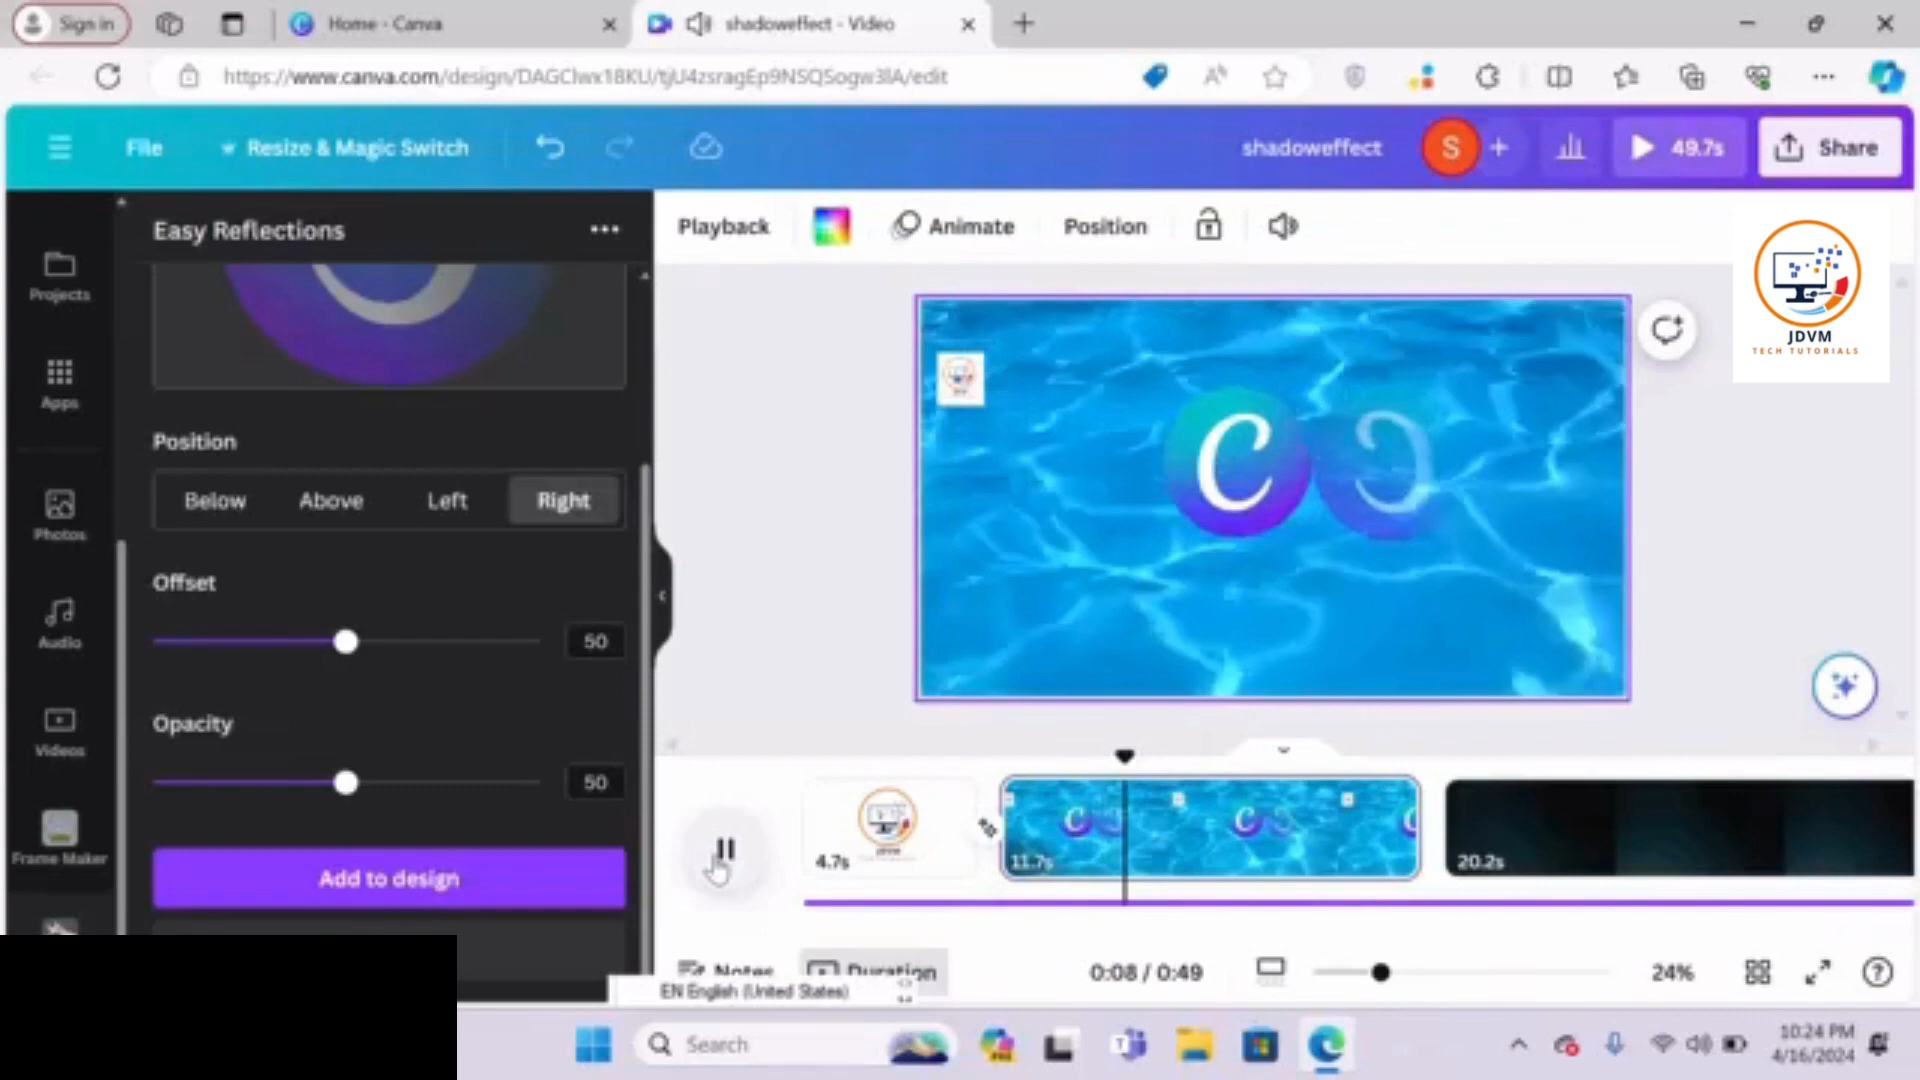 Sign in
Home - Canva
shadoweffect - Video
https://www.canva.com/design/DAGClwx18KU/tjU4zsragEp9NSQSogw3lA/edit
File
Resize & Magic Switch
shadoweffect
S
49.7s
Share
Projects
Apps
Photos
Audio
Videos
Frame Maker
Easy Reflections
Position
Below Above Left Right
Offset
50
Opacity
50
Add to design
Playback
Animate
Position
JDVM
TECH TUTORIALS
C
4.7s
11.7s
20.2s
Notes
Duration
0:08 / 0:49
24%
EN English (United States)
Search
10:24 PM
4/16/2024